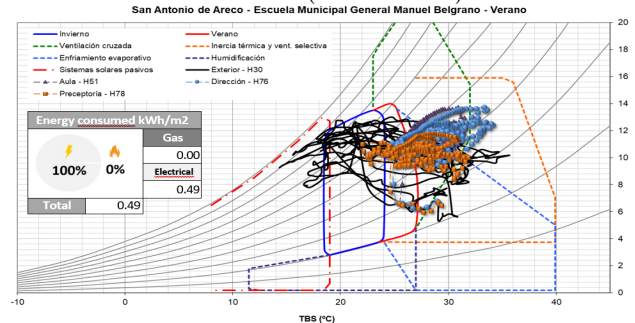 San Antonio de Areco - Escuela Municipal General Manuel Belgrano - Verano
Invierno
Verano
Ventilación cruzada
Inercia térmica y vent. selectiva
Enfriamiento evaporativo
Humidificación
Sistemas solares pasivos
Exterior - H30
Aula - H51
Dirección - H76
Preceptoría - H78
Energy consumed kWh/m2
Gas
0.00
100%
0%
Electrical
0.49
Total
0.49
20
18
16
14
12
10
8
6
4
2
0
-10
0
10
20
30
40
TBS (ºC)